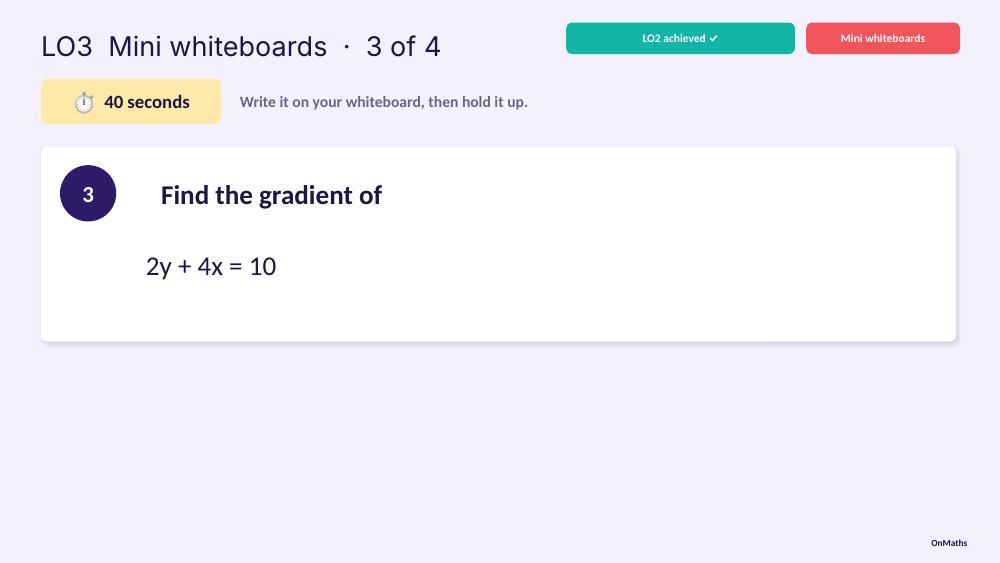 LO3 Mini whiteboards · 3 of 4
LO2 achieved ✓
Mini whiteboards
⏱️ 40 seconds
Write it on your whiteboard, then hold it up.
3
Find the gradient of
2y + 4x = 10
OnMaths